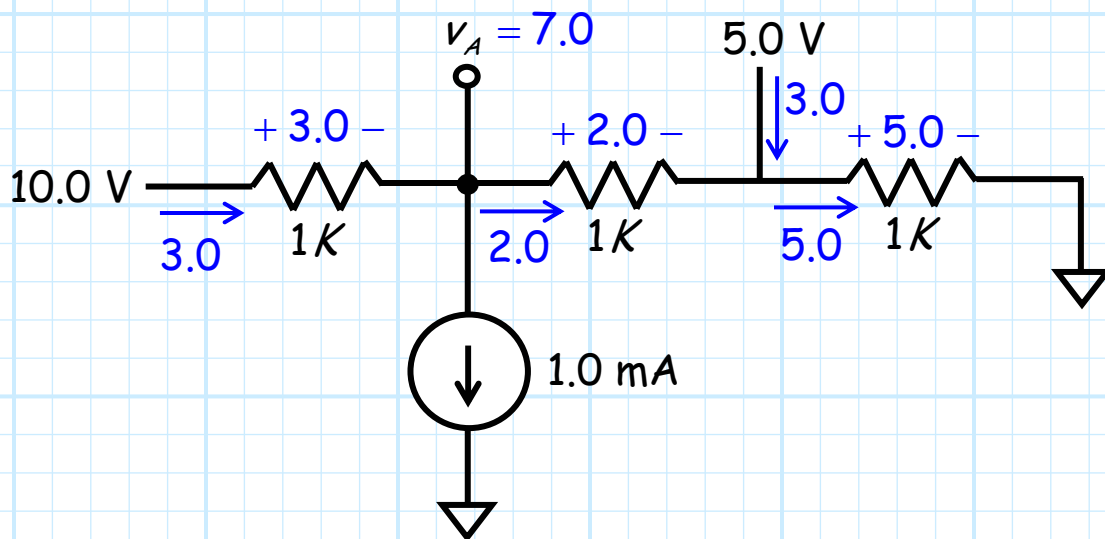 v_A = 7.0
5.0 V
3.0
+ 3.0 −
+ 2.0 −
+ 5.0 −
10.0 V
3.0
1K
2.0
1K
5.0
1K
1.0 mA